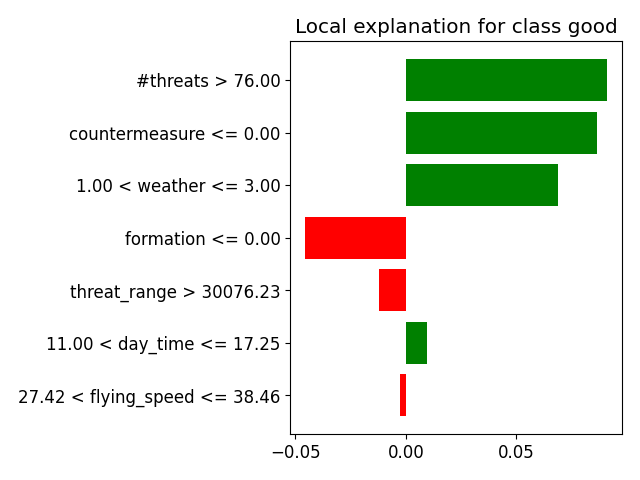 Local explanation for class good
#threats > 76.00
countermeasure <= 0.00
1.00 < weather <= 3.00
formation <= 0.00
threat_range > 30076.23
11.00 < day_time <= 17.25
27.42 < flying_speed <= 38.46
−0.05 0.00 0.05